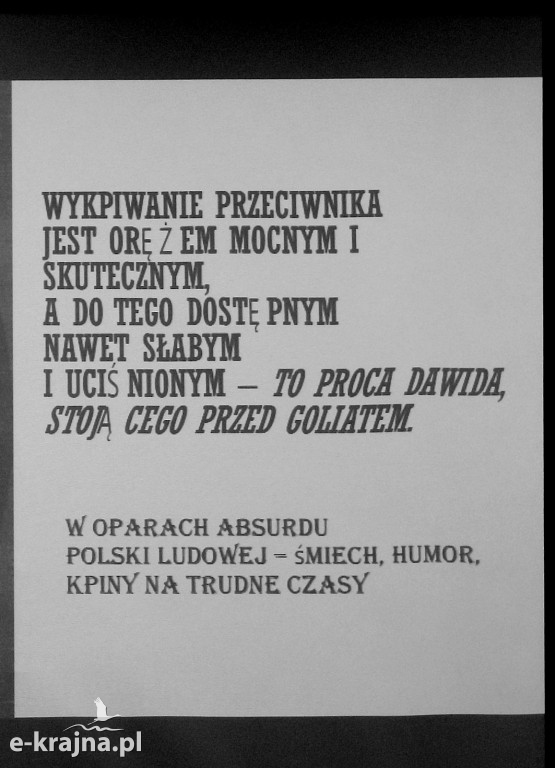 WYKPIWANIE PRZECIWNIKA
JEST ORĘŻEM MOCNYM I
SKUTECZNYM,
A DO TEGO DOSTĘPNYM
NAWET SŁABYM
I UCIŚNIONYM – TO PROCA DAWIDA,
STOJĄCEGO PRZED GOLIATEM.
W OPARACH ABSURDU
POLSKI LUDOWEJ – ŚMIECH, HUMOR,
KPINY NA TRUDNE CZASY
e-krajna.pl